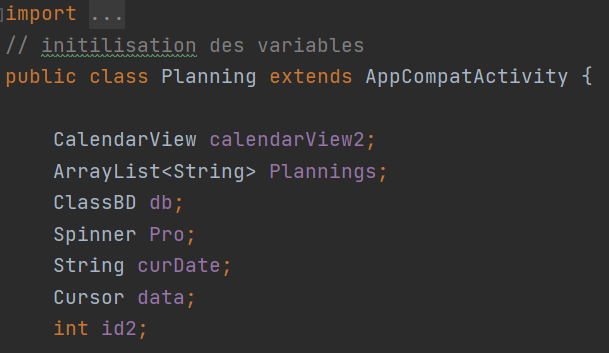 import ...
// initilisation des variables
public class Planning extends AppCompatActivity {
CalendarView calendarView2;
ArrayList<String> Plannings;
ClassBD db;
Spinner Pro;
String curDate;
Cursor data;
int id2;